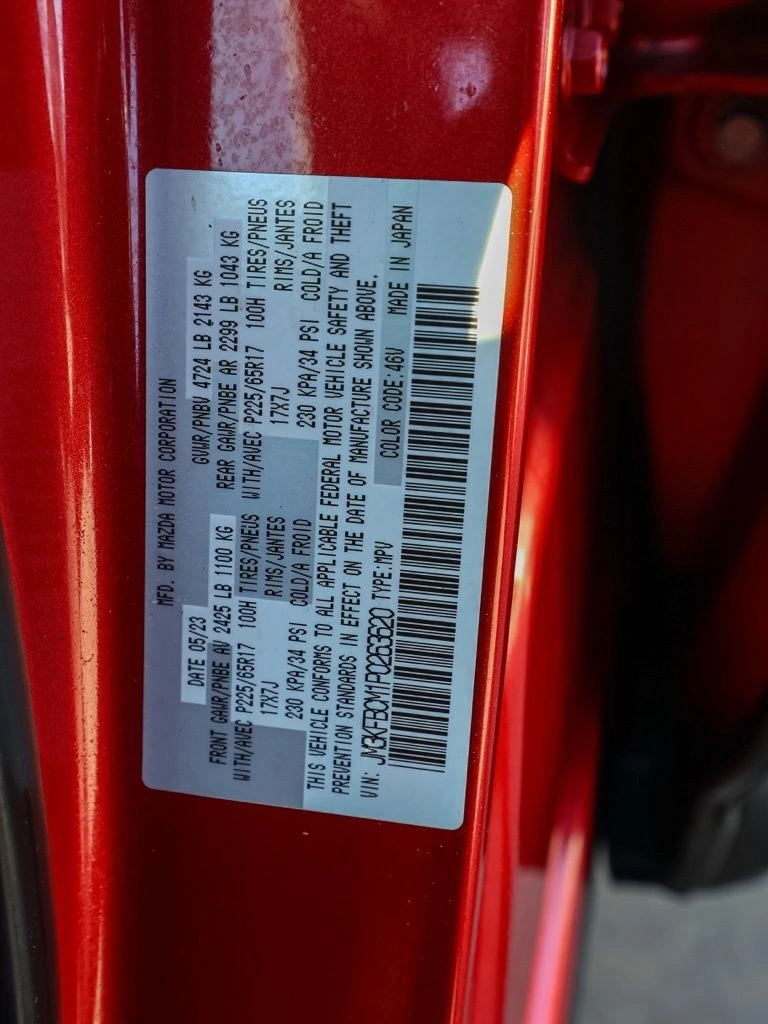 MFD. BY MAZDA MOTOR CORPORATION
DATE 05/23 GVWR/PNBV 4724 LB 2143 KG
FRONT GAWR/PNBE AV 2425 LB 1100 KG REAR GAWR/PNBE AR 2299 LB 1043 KG
WITH/AVEC P225/65R17 100H TIRES/PNEUS WITH/AVEC P225/65R17 100H TIRES/PNEUS
17X7J RIMS/JANTES 17X7J RIMS/JANTES
230 KPA/34 PSI COLD/A FROID 230 KPA/34 PSI COLD/A FROID
THIS VEHICLE CONFORMS TO ALL APPLICABLE FEDERAL MOTOR VEHICLE SAFETY AND THEFT
PREVENTION STANDARDS IN EFFECT ON THE DATE OF MANUFACTURE SHOWN ABOVE.
VIN: JM3KFBCM1P0263620 TYPE:MPV COLOR CODE:46V MADE IN JAPAN